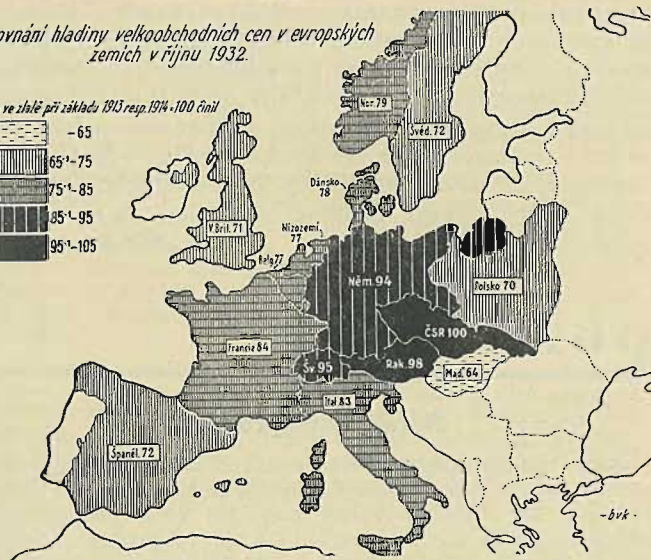 ovnání hladiny velkoobchodních cen v evropských
zemích v říjnu 1932.
ve zlatě při základu 1913 resp. 1914=100 činil
-65
65·¹-75
75·¹-85
85·¹-95
95·¹-105
Nor. 79
Švéd. 72
Dánsko
78
V Brit. 71
Nizozemí
77
Belg. 77
Něm. 94
Polsko 70
ČSR 100
Francie 84
Šv. 95
Rak. 98
Maď. 64
Ital. 83
Španěl. 72
-bvk-